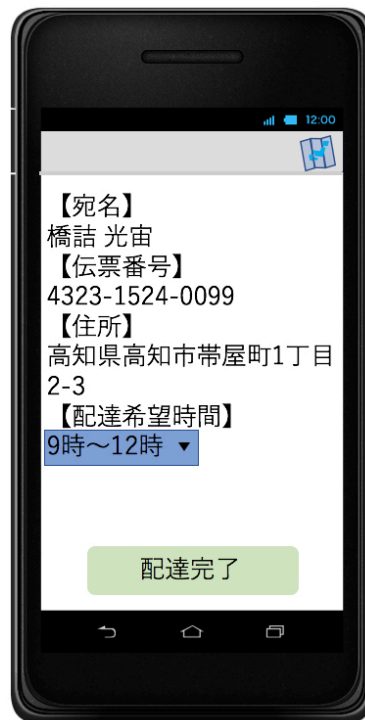 12:00
【宛名】
橋詰 光宙
【伝票番号】
4323-1524-0099
【住所】
高知県高知市帯屋町1丁目
2-3
【配達希望時間】
9時～12時 ▼
配達完了